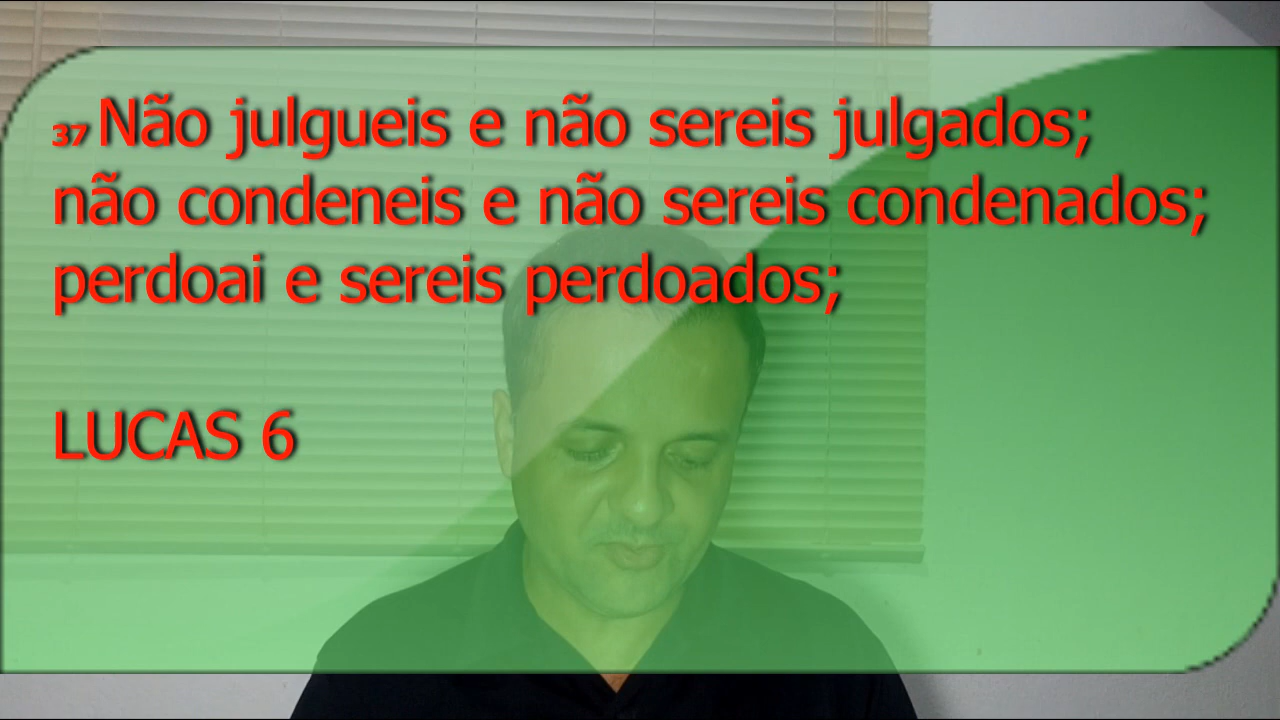 37 Não julgueis e não sereis julgados;
não condeneis e não sereis condenados;
perdoai e sereis perdoados;
LUCAS 6